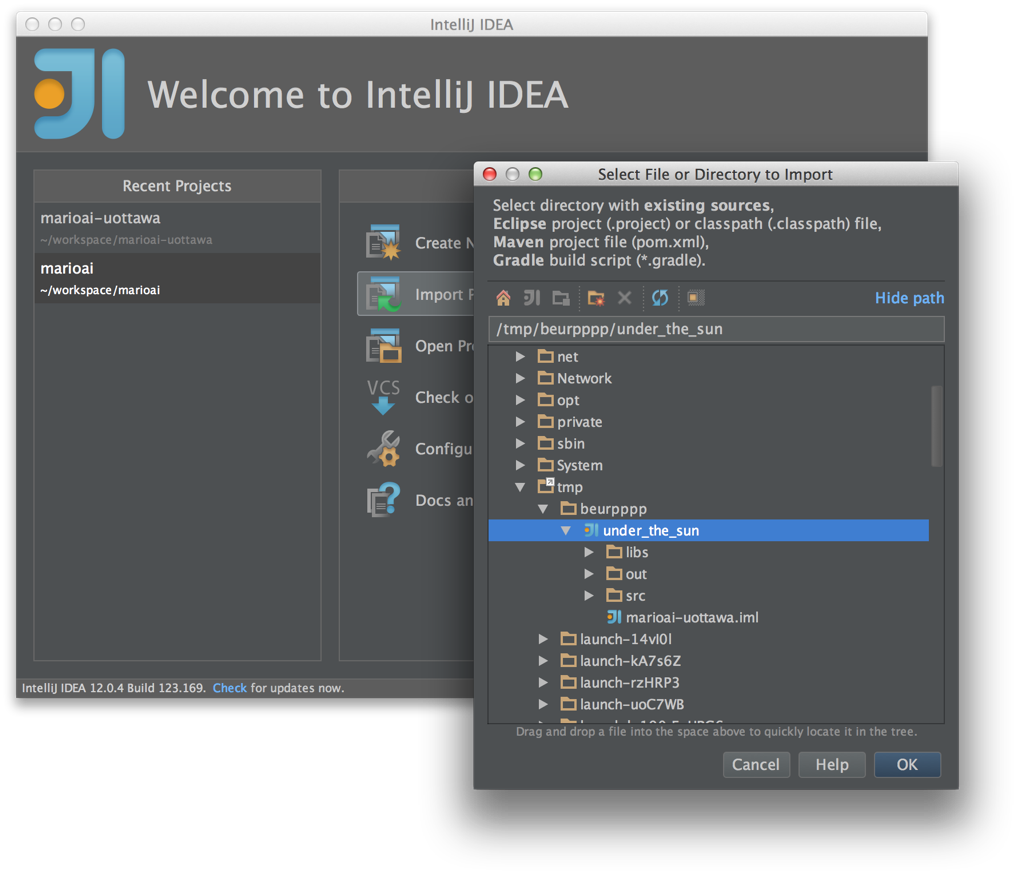 IntelliJ IDEA
Welcome to IntelliJ IDEA
Recent Projects
marioai-uottawa
~/workspace/marioai-uottawa
marioai
~/workspace/marioai
Create N
Import P
Open Pro
VCS
Check o
Configu
Docs an
IntelliJ IDEA 12.0.4 Build 123.169. Check for updates now.
Select File or Directory to Import
Select directory with existing sources,
Eclipse project (.project) or classpath (.classpath) file,
Maven project file (pom.xml),
Gradle build script (*.gradle).
Hide path
/tmp/beurpppp/under_the_sun
net
Network
opt
private
sbin
System
tmp
beurpppp
under_the_sun
libs
out
src
marioai-uottawa.iml
launch-14vI0l
launch-kA7s6Z
launch-rzHRP3
launch-uoC7WB
Drag and drop a file into the space above to quickly locate it in the tree.
Cancel
Help
OK